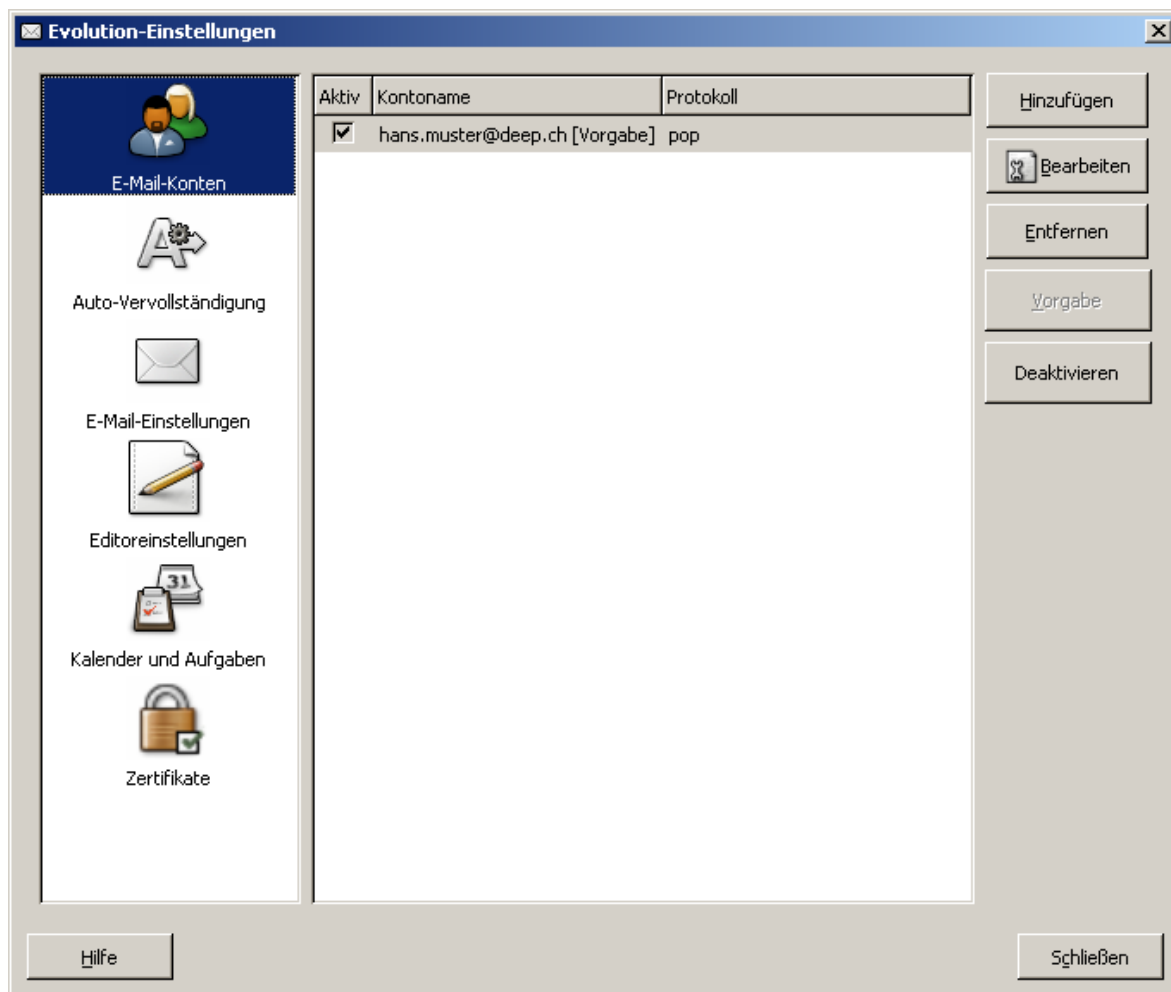 Evolution-Einstellungen
E-Mail-Konten
Auto-Vervollständigung
E-Mail-Einstellungen
Editoreinstellungen
31
Kalender und Aufgaben
Zertifikate
Aktiv Kontoname Protokoll
hans.muster@deep.ch [Vorgabe] pop
Hinzufügen
Bearbeiten
Entfernen
Vorgabe
Deaktivieren
Hilfe
Schließen